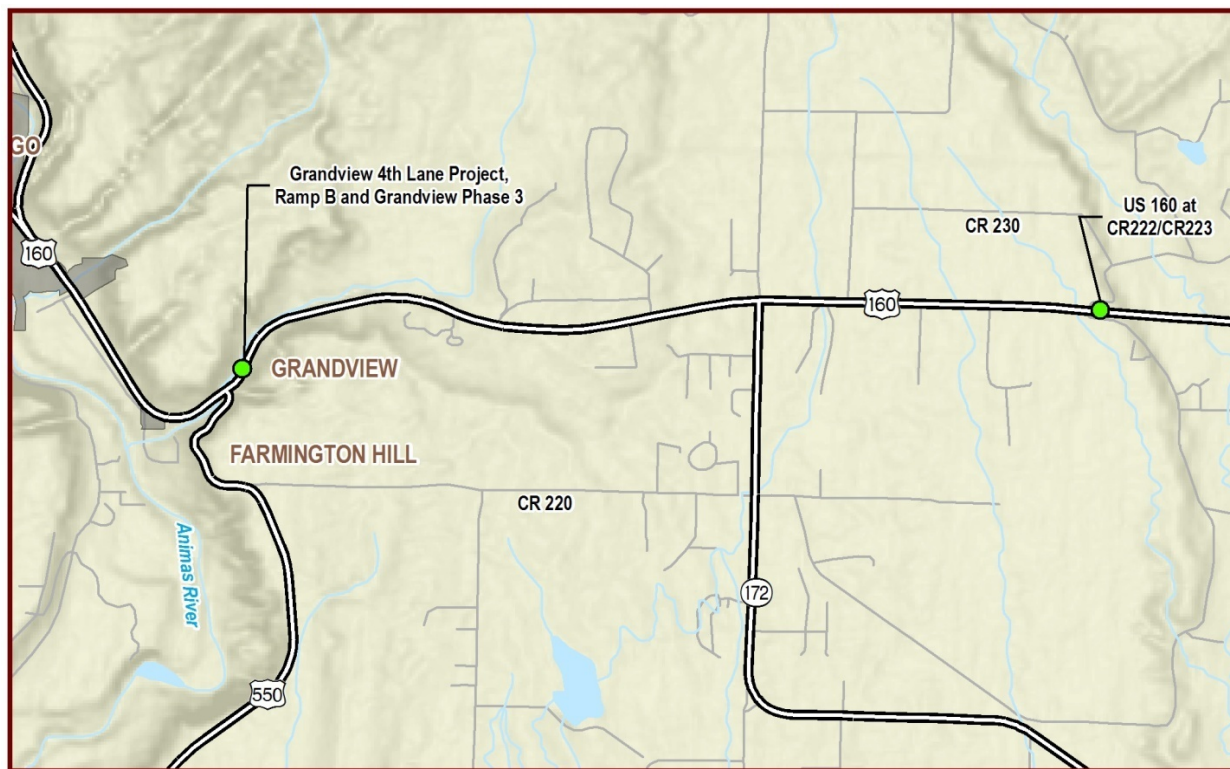 GO
Grandview 4th Lane Project,
Ramp B and Grandview Phase 3
US 160 at
CR222/CR223
CR 230
160
160
GRANDVIEW
FARMINGTON HILL
CR 220
Animas River
172
550